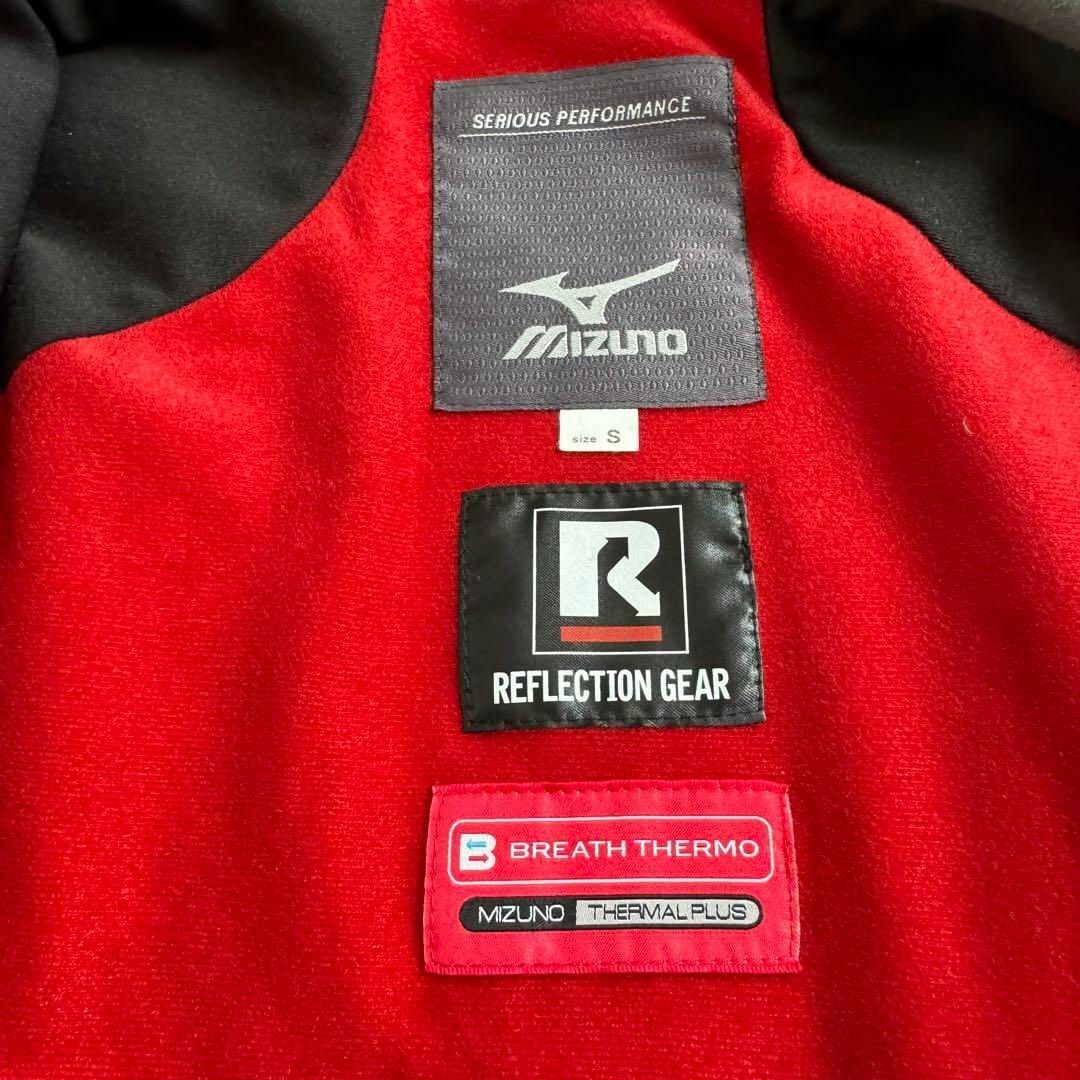 SERIOUS PERFORMANCE
MIZUNO
size S
R
REFLECTION GEAR
B BREATH THERMO
MIZUNO THERMAL PLUS